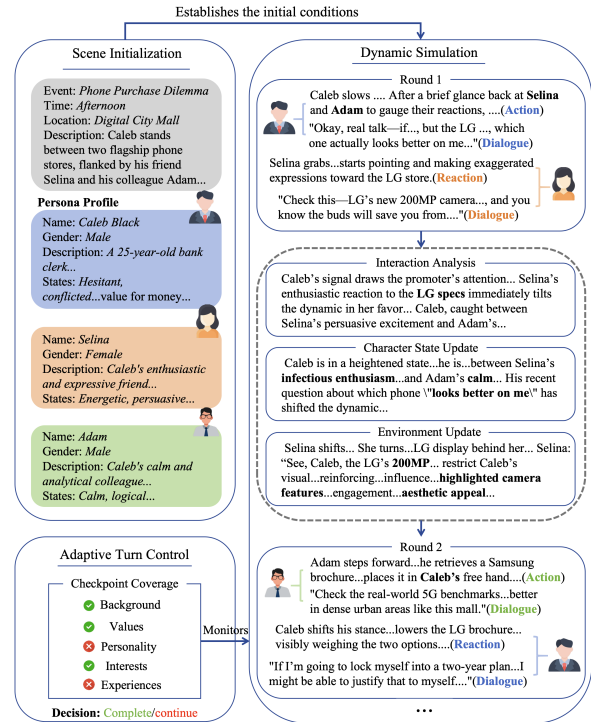 Establishes the initial conditions
Scene Initialization
Event: Phone Purchase Dilemma
Time: Afternoon
Location: Digital City Mall
Description: Caleb stands
between two flagship phone
stores, flanked by his friend
Selina and his colleague Adam...
Persona Profile
Name: Caleb Black
Gender: Male
Description: A 25-year-old bank
clerk...
States: Hesitant,
conflicted...value for money...
Name: Selina
Gender: Female
Description: Caleb's enthusiastic
and expressive friend...
States: Energetic, persuasive...
Name: Adam
Gender: Male
Description: Caleb's calm and
analytical colleague...
States: Calm, logical...
Adaptive Turn Control
Checkpoint Coverage
Background
Values
Personality
Interests
Experiences
Decision: Complete/continue
Monitors
Dynamic Simulation
Round 1
Caleb slows .... After a brief glance back at Selina
and Adam to gauge their reactions, ....(Action)
"Okay, real talk—if..., but the LG ..., which
one actually looks better on me..."(Dialogue)
Selina grabs...starts pointing and making exaggerated
expressions toward the LG store.(Reaction)
"Check this—LG's new 200MP camera..., and you
know the buds will save you from...."(Dialogue)
Interaction Analysis
Caleb's signal draws the promoter's attention... Selina's
enthusiastic reaction to the LG specs immediately tilts
the dynamic in her favor... Caleb, caught between
Selina's persuasive excitement and Adam's...
Character State Update
Caleb is in a heightened state...he is...between Selina's
infectious enthusiasm...and Adam's calm... His recent
question about which phone \"looks better on me\" has
shifted the dynamic...
Environment Update
Selina shifts... She turns...LG display behind her... Selina:
“See, Caleb, the LG's 200MP... restrict Caleb's
visual...reinforcing...influence...highlighted camera
features...engagement...aesthetic appeal...
Round 2
Adam steps forward...he retrieves a Samsung
brochure...places it in Caleb's free hand....(Action)
"Check the real-world 5G benchmarks...better
in dense urban areas like this mall."(Dialogue)
Caleb shifts his stance...lowers the LG brochure...
visibly weighing the two options....(Reaction)
"If I'm going to lock myself into a two-year plan...I
might be able to justify that to myself...."(Dialogue)
...